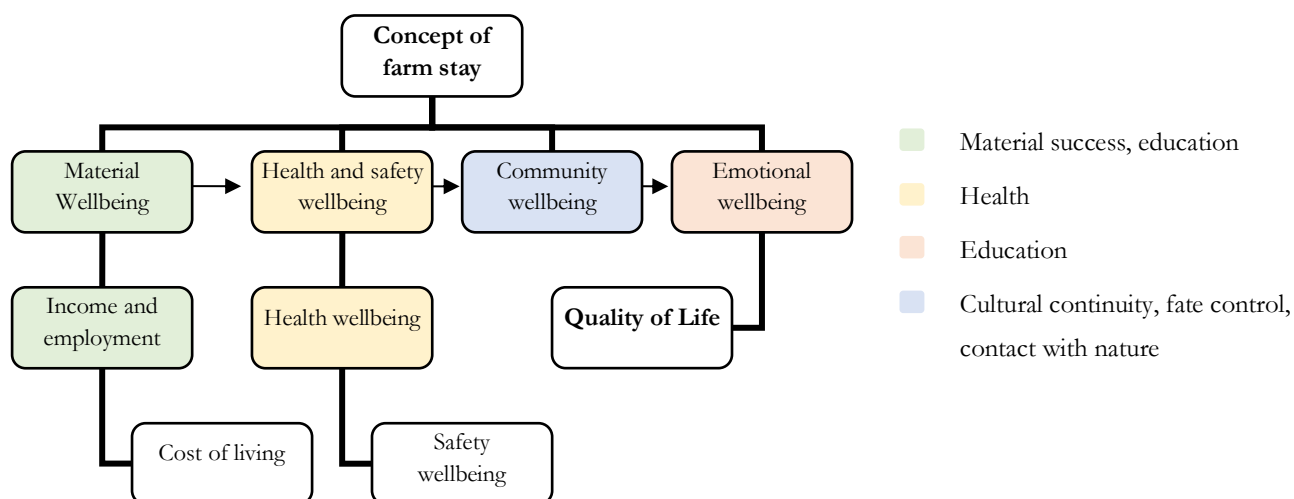 Concept of
farm stay
Material
Wellbeing
Health and safety
wellbeing
Community
wellbeing
Emotional
wellbeing
Income and
employment
Health wellbeing
Quality of Life
Cost of living
Safety
wellbeing
Material success, education
Health
Education
Cultural continuity, fate control,
contact with nature